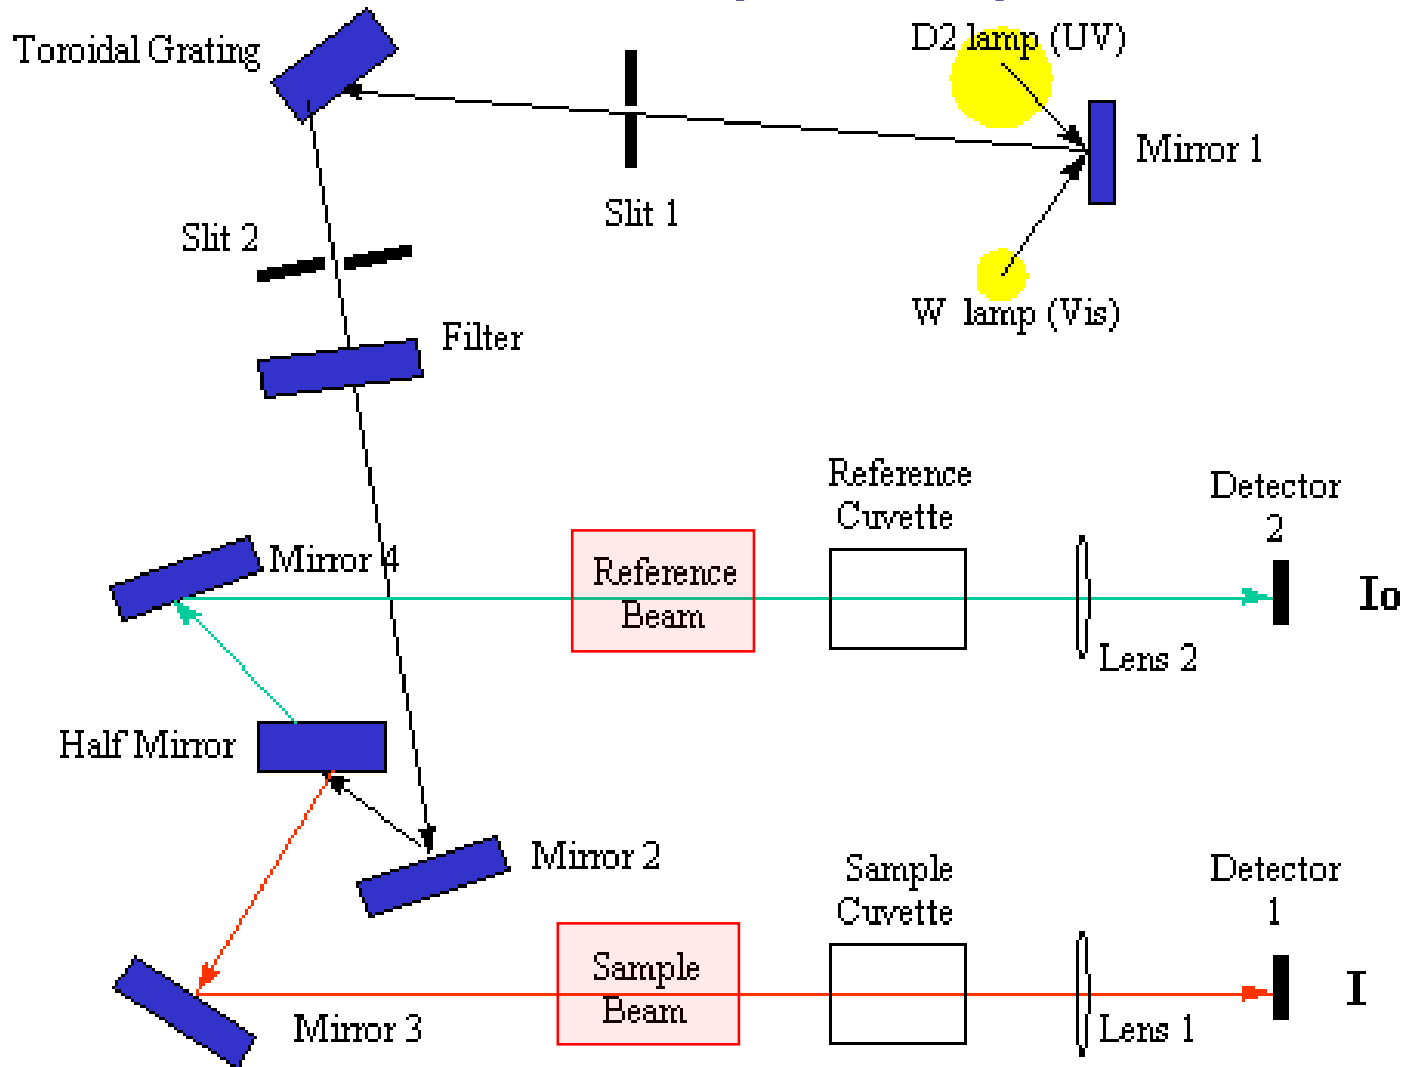 Toroidal Grating
D2 lamp (UV)
Mirror 1
Slit 1
Slit 2
W lamp (Vis)
Filter
Reference
Cuvette
Detector
2
Mirror 4
Reference
Beam
Io
Lens 2
Half Mirror
Mirror 2
Sample
Cuvette
Detector
1
Sample
Beam
I
Mirror 3
Lens 1